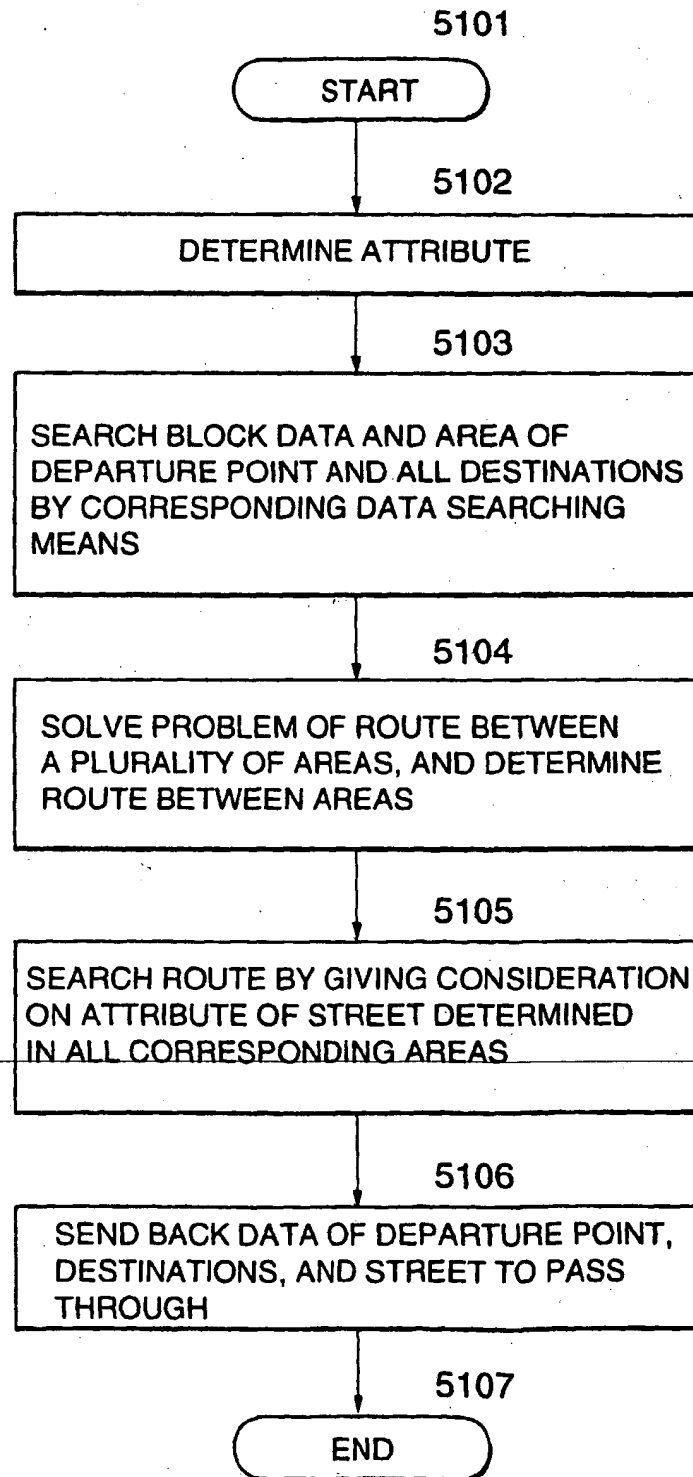 5101
START
5102
DETERMINE ATTRIBUTE
5103
SEARCH BLOCK DATA AND AREA OF
DEPARTURE POINT AND ALL DESTINATIONS
BY CORRESPONDING DATA SEARCHING
MEANS
5104
SOLVE PROBLEM OF ROUTE BETWEEN
A PLURALITY OF AREAS, AND DETERMINE
ROUTE BETWEEN AREAS
5105
SEARCH ROUTE BY GIVING CONSIDERATION
ON ATTRIBUTE OF STREET DETERMINED
IN ALL CORRESPONDING AREAS
5106
SEND BACK DATA OF DEPARTURE POINT,
DESTINATIONS, AND STREET TO PASS
THROUGH
5107
END